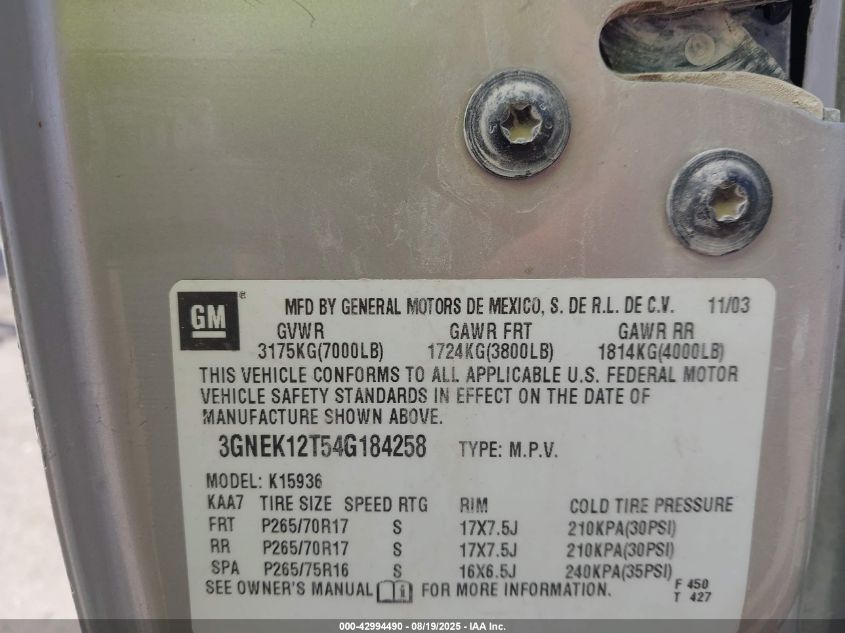 GM ® MFD BY GENERAL MOTORS DE MEXICO, S. DE R.L. DE C.V. 11/03
GVWR GAWR FRT GAWR RR
3175KG(7000LB) 1724KG(3800LB) 1814KG(4000LB)
THIS VEHICLE CONFORMS TO ALL APPLICABLE U.S. FEDERAL MOTOR
VEHICLE SAFETY STANDARDS IN EFFECT ON THE DATE OF
MANUFACTURE SHOWN ABOVE.
3GNEK12T54G184258 TYPE: M.P.V.
MODEL: K15936
KAA7 TIRE SIZE SPEED RTG RIM COLD TIRE PRESSURE
FRT P265/70R17 S 17X7.5J 210KPA(30PSI)
RR P265/70R17 S 17X7.5J 210KPA(30PSI)
SPA P265/75R16 S 16X6.5J 240KPA(35PSI)
SEE OWNER'S MANUAL FOR MORE INFORMATION. F 450
T 427
000-42994490 - 08/19/2025 - IAA Inc.